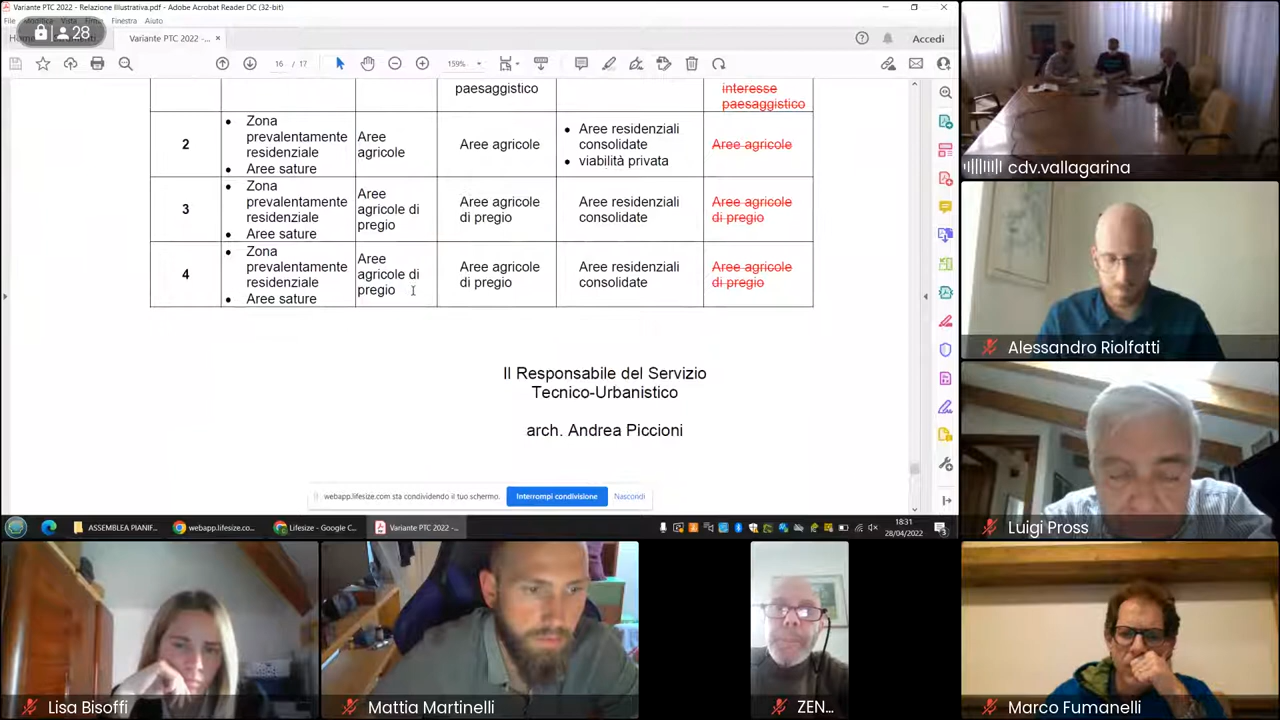 Variante PTC 2022 - Relazione Illustrativa.pdf - Adobe Acrobat Reader DC (32-bit)
File Modifica Vista Firma Finestra Aiuto
28
Variante PTC 2022 -... ×
Accedi
16 / 17
159%
paesaggistico
interesse
paesaggistico
2
Zona
prevalentemente
residenziale
Aree sature
Aree
agricole
Aree agricole
Aree residenziali
consolidate
viabilità privata
Aree agricole
3
Zona
prevalentemente
residenziale
Aree sature
Aree
agricole di
pregio
Aree agricole
di pregio
Aree residenziali
consolidate
Aree agricole
di pregio
4
Zona
prevalentemente
residenziale
Aree sature
Aree
agricole di
pregio
Aree agricole
di pregio
Aree residenziali
consolidate
Aree agricole
di pregio
Il Responsabile del Servizio
Tecnico-Urbanistico
arch. Andrea Piccioni
webapp.lifesize.com sta condividendo il tuo schermo.
Interrompi condivisione
Nascondi
ASSEMBLEA PIANIF...
webapp.lifesize.co...
Lifesize - Google C...
Variante PTC 2022 -...
18:31
28/04/2022
cdv.vallagarina
Alessandro Riolfatti
Luigi Pross
Lisa Bisoffi
Mattia Martinelli
ZEN...
Marco Fumanelli